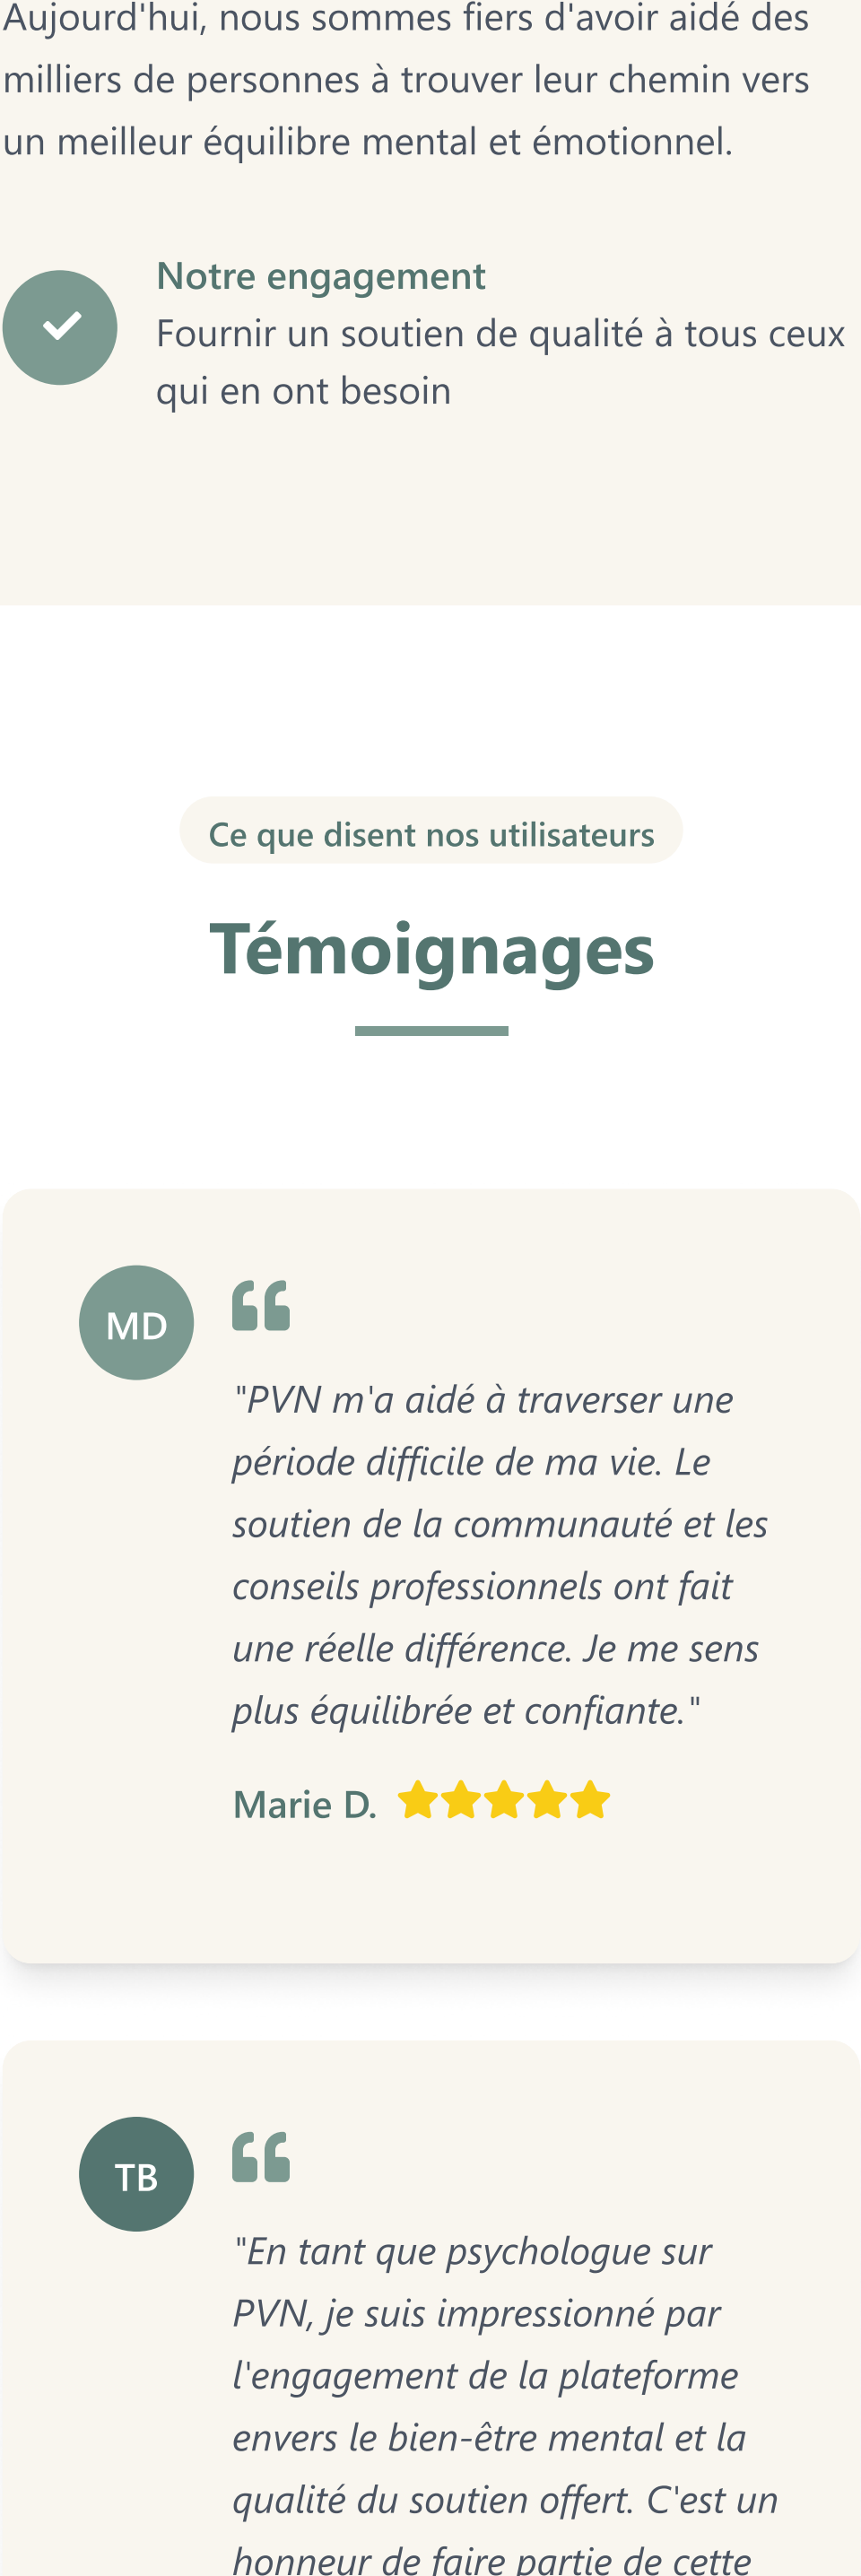 Aujourd'hui, nous sommes fiers d'avoir aidé des
milliers de personnes à trouver leur chemin vers
un meilleur équilibre mental et émotionnel.
Notre engagement
Fournir un soutien de qualité à tous ceux
qui en ont besoin
Ce que disent nos utilisateurs
Témoignages
MD
"PVN m'a aidé à traverser une
période difficile de ma vie. Le
soutien de la communauté et les
conseils professionnels ont fait
une réelle différence. Je me sens
plus équilibrée et confiante."
Marie D.
TB
"En tant que psychologue sur
PVN, je suis impressionné par
l'engagement de la plateforme
envers le bien-être mental et la
qualité du soutien offert. C'est un
honneur de faire partie de cette